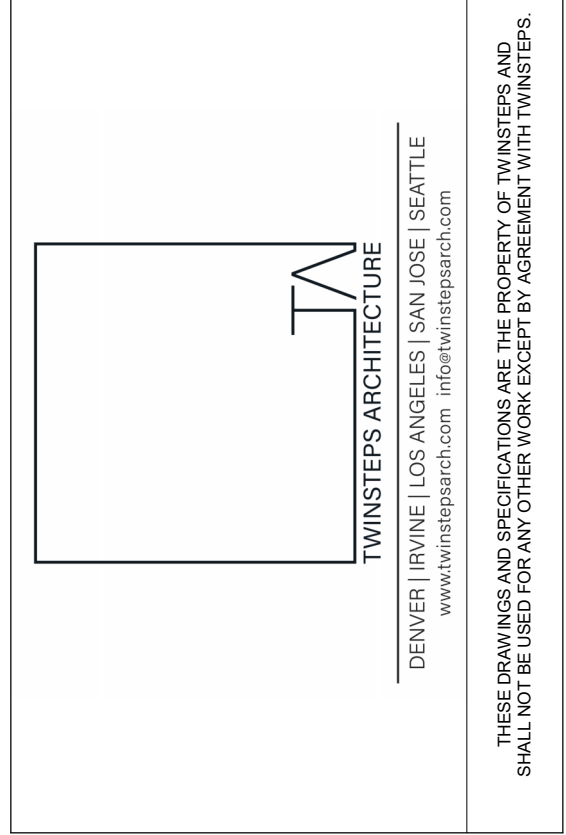 TWINSTEPS ARCHITECTURE
DENVER | IRVINE | LOS ANGELES | SAN JOSE | SEATTLE
www.twinstepsarch.com info@twinstepsarch.com
THESE DRAWINGS AND SPECIFICATIONS ARE THE PROPERTY OF TWINSTEPS AND
SHALL NOT BE USED FOR ANY OTHER WORK EXCEPT BY AGREEMENT WITH TWINSTEPS.